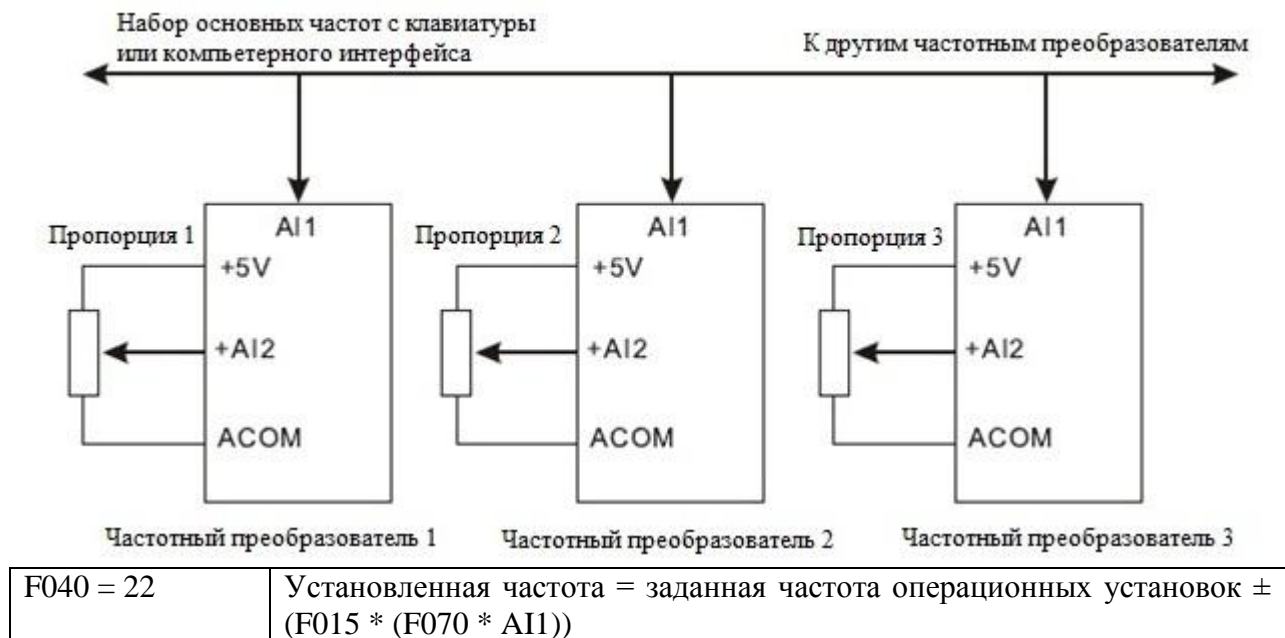 Набор основных частот с клавиатуры
или компьетерного интерфейса
К другим частотным преобразователям
AI1
AI1
AI1
Пропорция 1
Пропорция 2
Пропорция 3
+5V
+5V
+5V
+AI2
+AI2
+AI2
ACOM
ACOM
ACOM
Частотный преобразователь 1
Частотный преобразователь 2
Частотный преобразователь 3
F040 = 22
Установленная частота = заданная частота операционных установок ±
(F015 * (F070 * AI1))